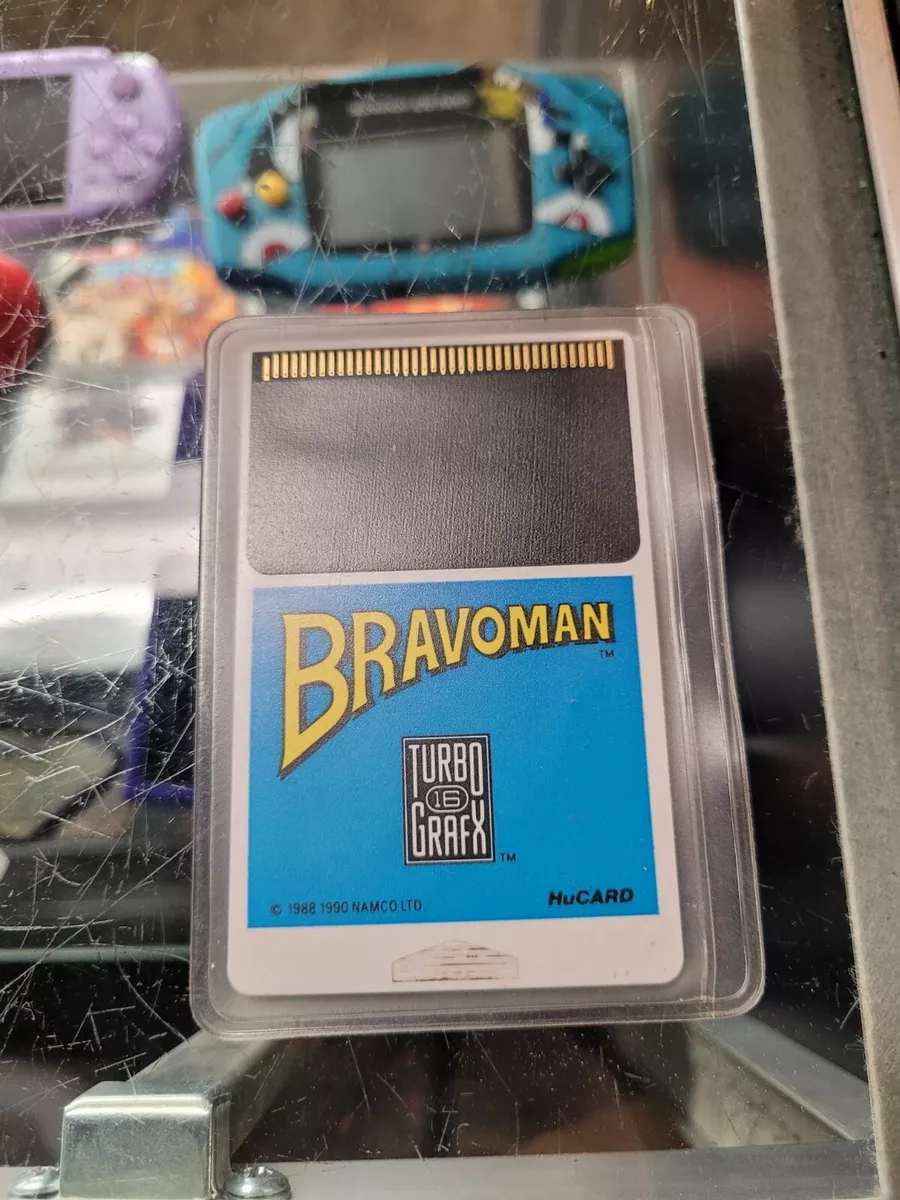 BRAVOMAN
TM
TURBO
16
GRAFX
TM
© 1988 1990 NAMCO LTD.
HuCARD